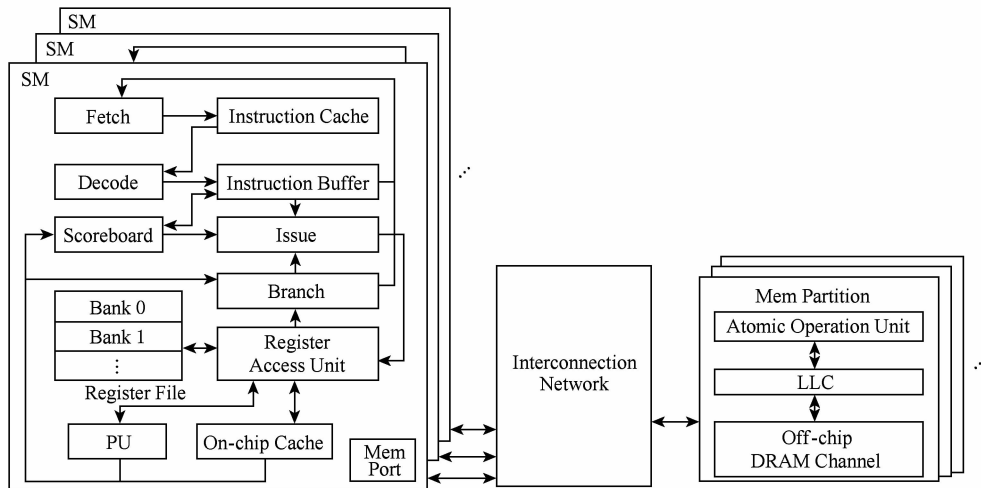 SM
SM
SM
Fetch
Instruction Cache
Decode
Instruction Buffer
Scoreboard
Issue
Branch
Bank 0
Bank 1
⋮
Register File
Register
Access Unit
PU
On-chip Cache
Mem
Port
...
Interconnection
Network
Mem Partition
Atomic Operation Unit
LLC
Off-chip
DRAM Channel
...